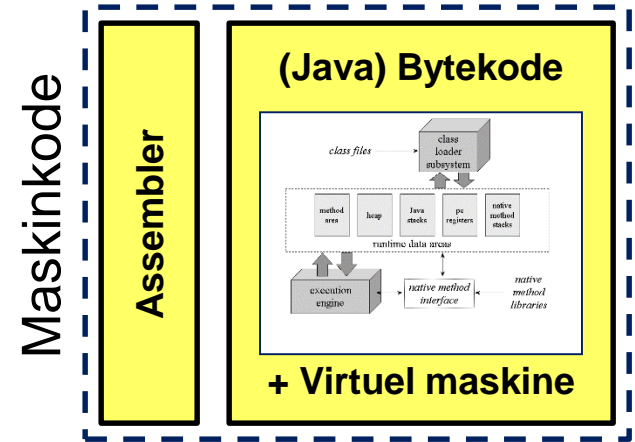 Maskinkode
Assembler
(Java) Bytekode
class files
class
loader
subsystem
method
area
heap
Java
stacks
pc
registers
native
method
stacks
runtime data areas
execution
engine
native method
interface
native
method
libraries
+ Virtuel maskine